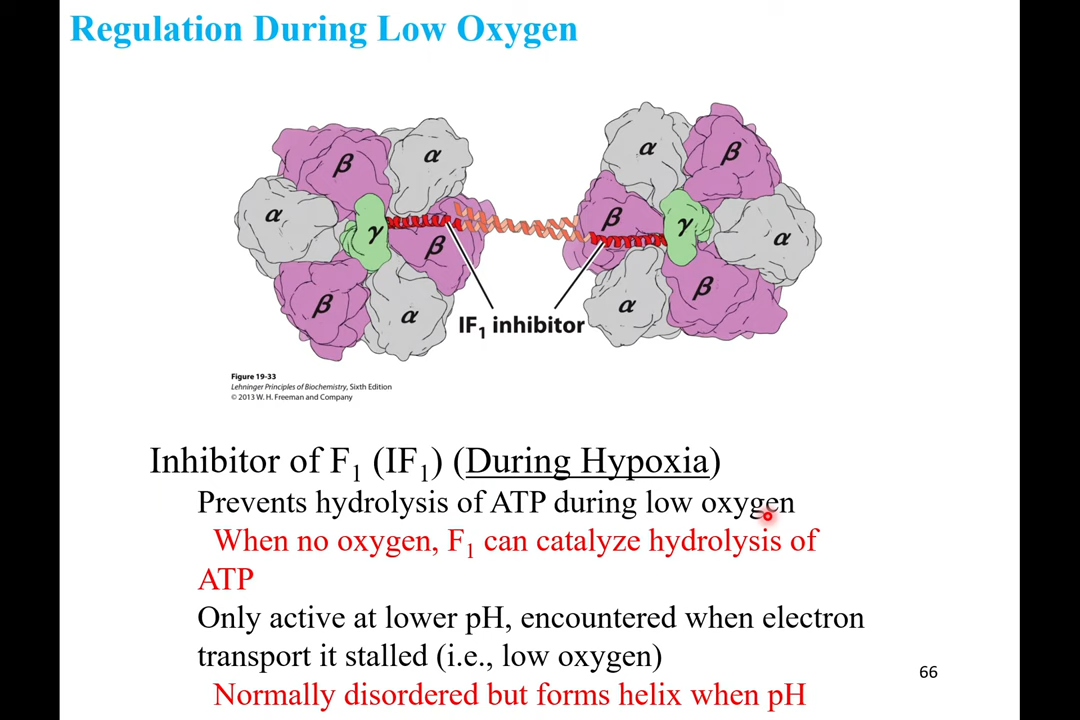 Regulation During Low Oxygen
β α α β
α γ β β γ α
β α α β
IF1 inhibitor
Figure 19-33
Lehninger Principles of Biochemistry, Sixth Edition
© 2013 W. H. Freeman and Company
Inhibitor of F1 (IF1) (During Hypoxia)
Prevents hydrolysis of ATP during low oxygen
When no oxygen, F1 can catalyze hydrolysis of
ATP
Only active at lower pH, encountered when electron
transport it stalled (i.e., low oxygen)
66
Normally disordered but forms helix when pH